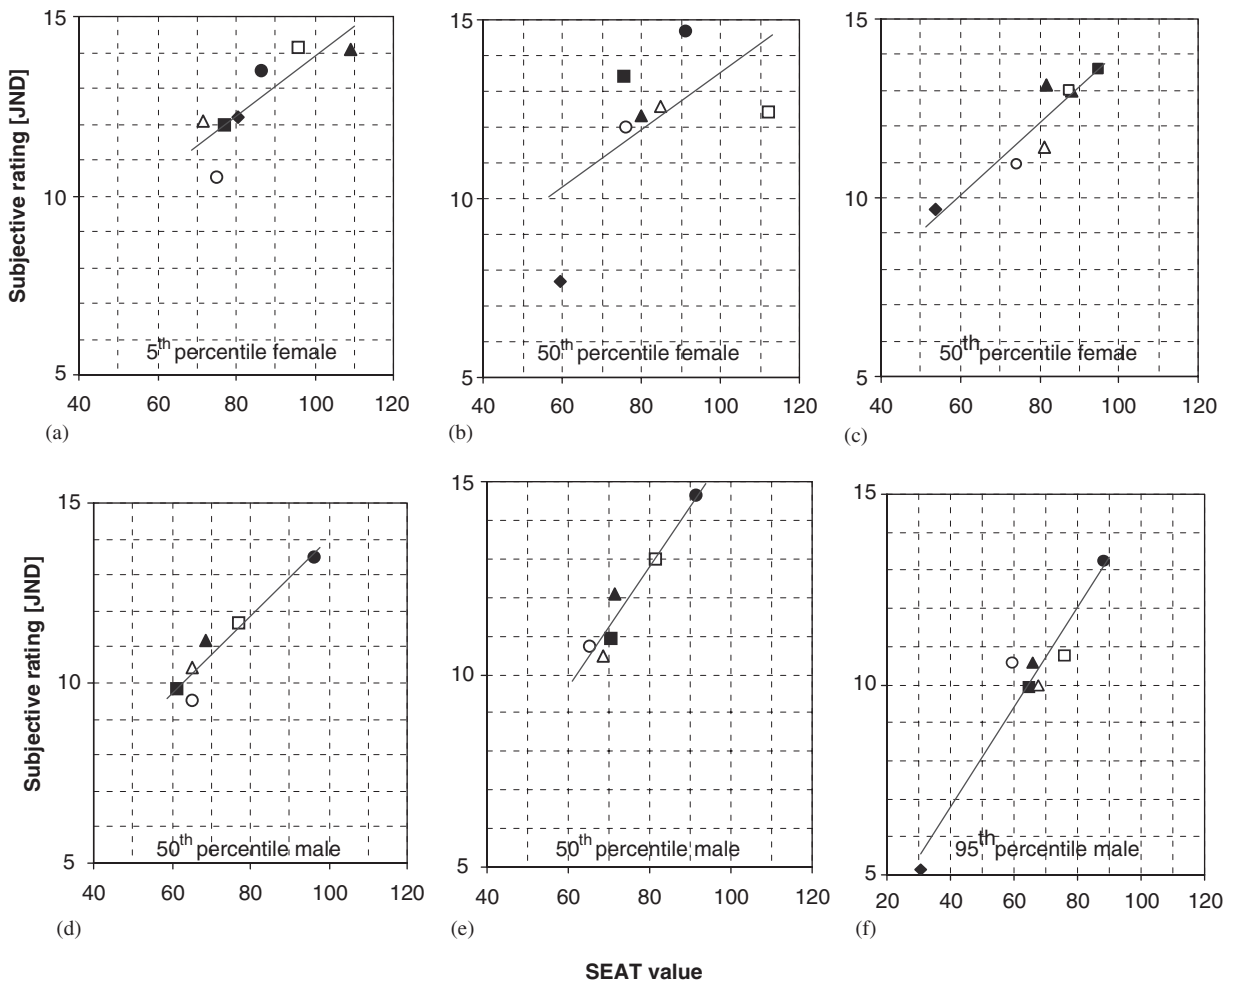 Subjective rating [JND]
15
10
5
5th percentile female
40 60 80 100 120
(a)
15
10
5
50th percentile female
40 60 80 100 120
(b)
15
10
5
50th percentile female
40 60 80 100 120
(c)
Subjective rating [JND]
15
10
5
50th percentile male
40 60 80 100 120
(d)
15
10
5
50th percentile male
40 60 80 100 120
(e)
15
10
5
95th percentile male
20 40 60 80 100 120
(f)
SEAT value